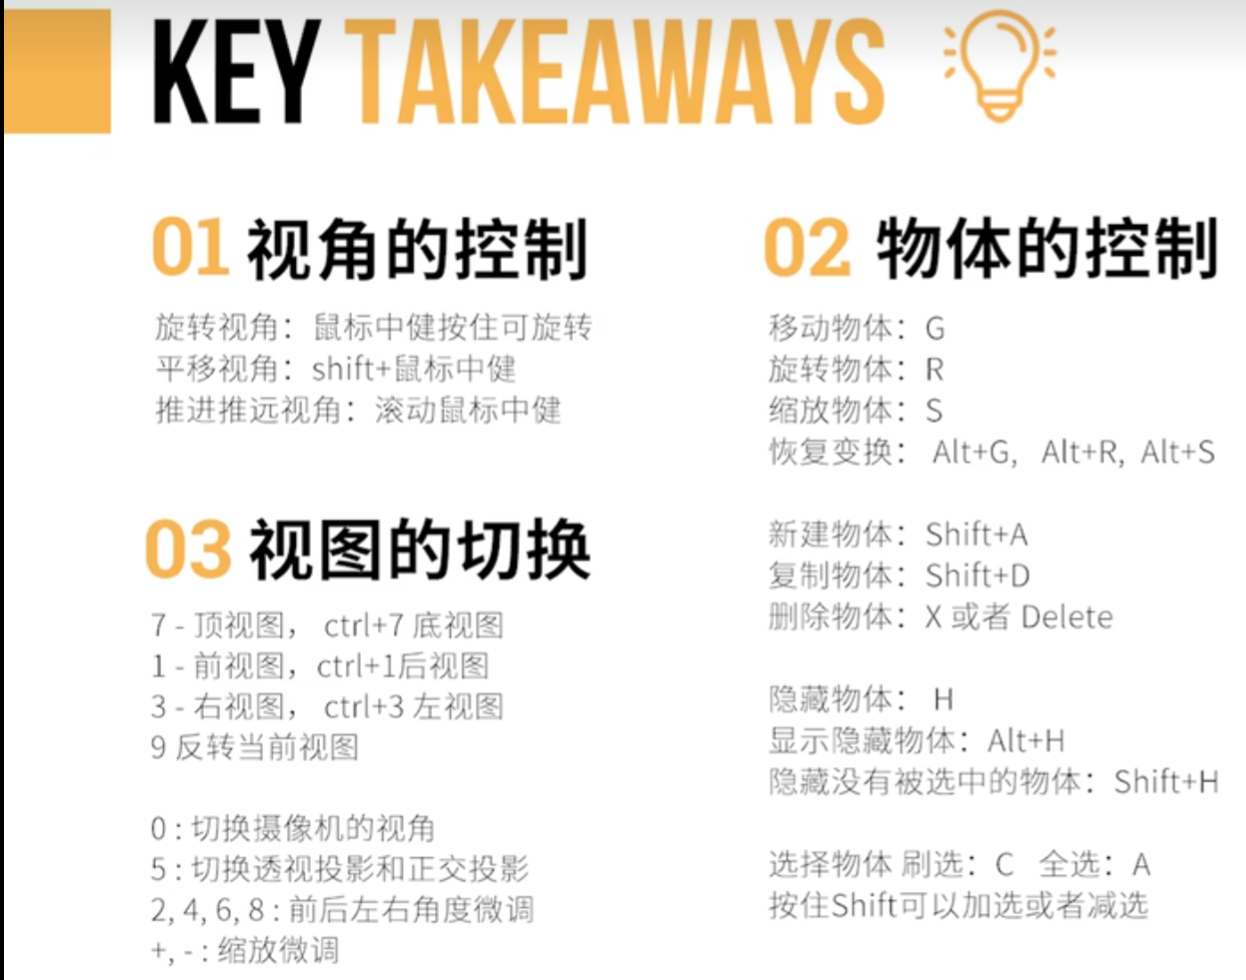 KEY TAKEAWAYS
01 视角的控制
旋转视角：鼠标中健按住可旋转
平移视角：shift+鼠标中健
推进推远视角：滚动鼠标中健
02 物体的控制
移动物体：G
旋转物体：R
缩放物体：S
恢复变换： Alt+G, Alt+R, Alt+S
新建物体：Shift+A
复制物体：Shift+D
删除物体：X 或者 Delete
隐藏物体： H
显示隐藏物体：Alt+H
隐藏没有被选中的物体：Shift+H
选择物体 刷选：C 全选：A
按住Shift可以加选或者减选
03 视图的切换
7 - 顶视图， ctrl+7 底视图
1 - 前视图，ctrl+1后视图
3 - 右视图， ctrl+3 左视图
9 反转当前视图
0 : 切换摄像机的视角
5 : 切换透视投影和正交投影
2, 4, 6, 8 : 前后左右角度微调
+, - : 缩放微调